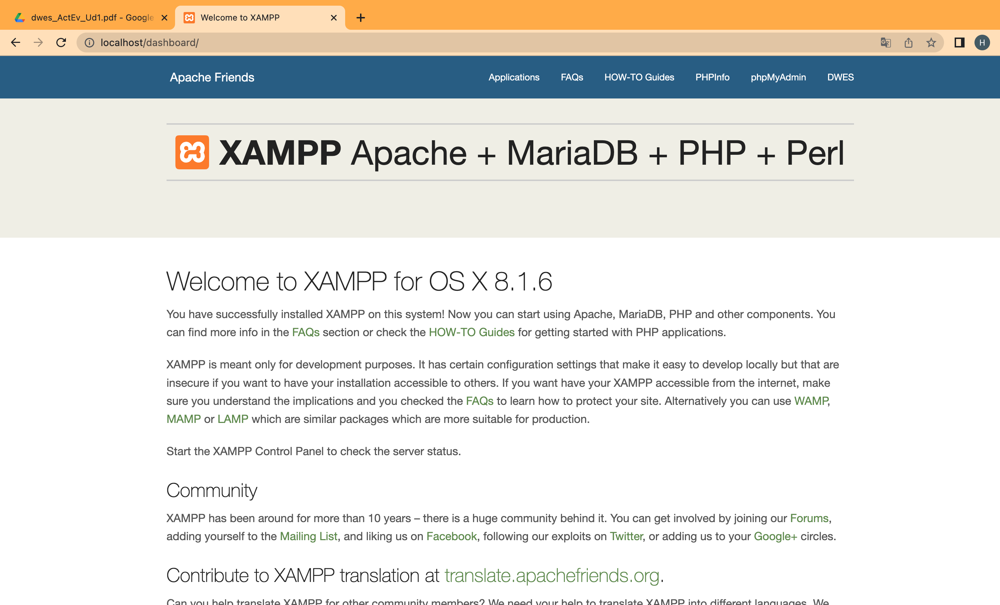 dwes_ActEv_Ud1.pdf - Google
Welcome to XAMPP
localhost/dashboard/
H
Apache Friends
Applications
FAQs
HOW-TO Guides
PHPInfo
phpMyAdmin
DWES
XAMPP Apache + MariaDB + PHP + Perl
Welcome to XAMPP for OS X 8.1.6
You have successfully installed XAMPP on this system! Now you can start using Apache, MariaDB, PHP and other components. You
can find more info in the FAQs section or check the HOW-TO Guides for getting started with PHP applications.
XAMPP is meant only for development purposes. It has certain configuration settings that make it easy to develop locally but that are
insecure if you want to have your installation accessible to others. If you want have your XAMPP accessible from the internet, make
sure you understand the implications and you checked the FAQs to learn how to protect your site. Alternatively you can use WAMP,
MAMP or LAMP which are similar packages which are more suitable for production.
Start the XAMPP Control Panel to check the server status.
Community
XAMPP has been around for more than 10 years – there is a huge community behind it. You can get involved by joining our Forums,
adding yourself to the Mailing List, and liking us on Facebook, following our exploits on Twitter, or adding us to your Google+ circles.
Contribute to XAMPP translation at translate.apachefriends.org.
Can you help translate XAMPP for other community members? We need your help to translate XAMPP into different languages. We